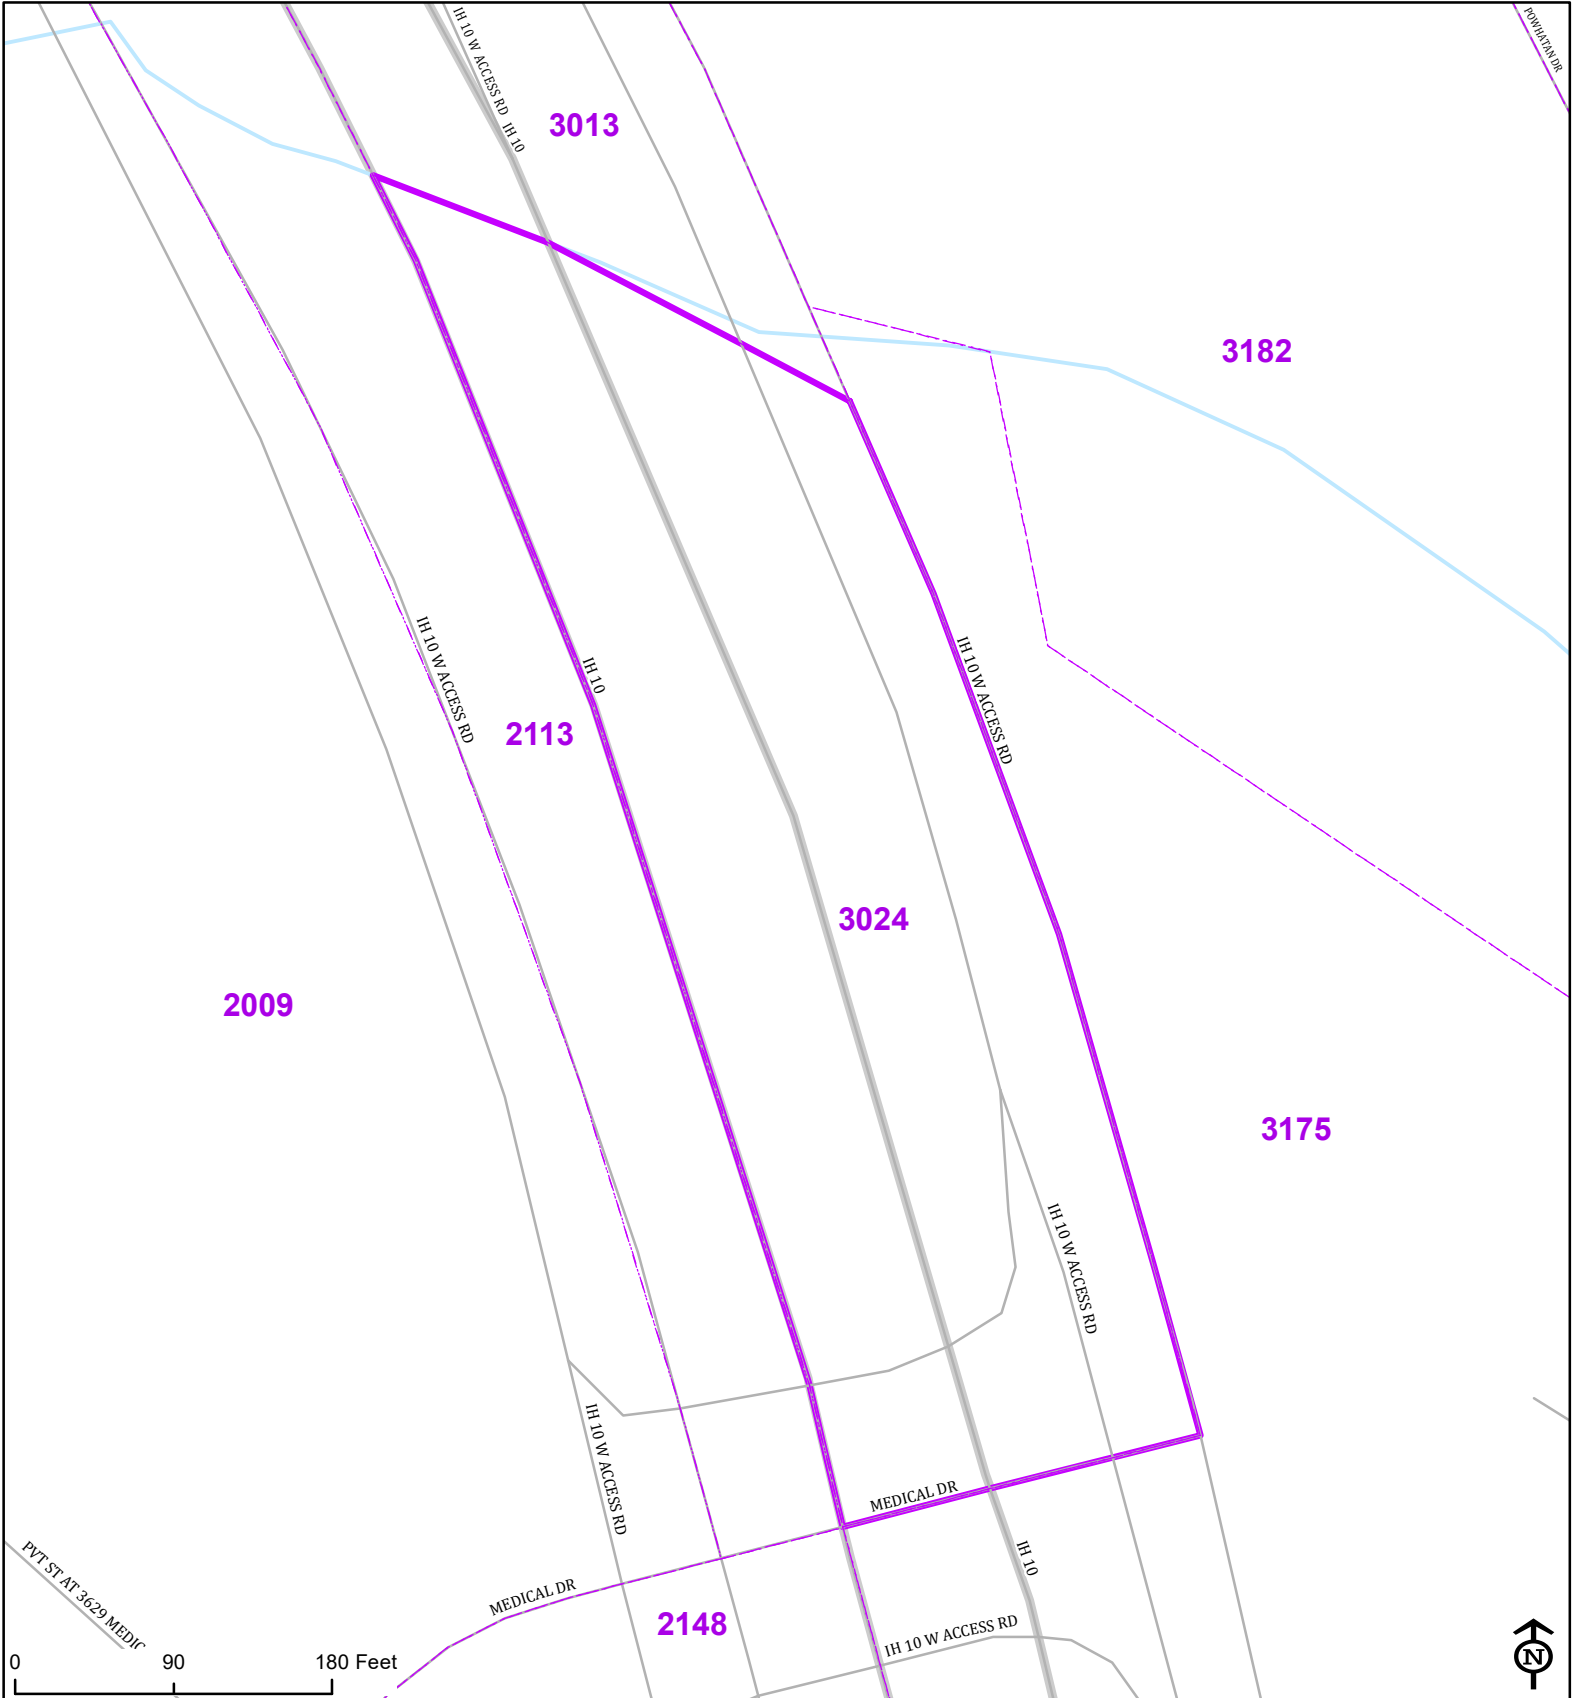 POWHATAN DR
IH 10 W ACCESS RD
IH 10
3013
3182
IH 10 W ACCESS RD
IH 10
IH 10 W ACCESS RD
2113
3024
2009
3175
IH 10 W ACCESS RD
IH 10 W ACCESS RD
MEDICAL DR
IH 10
PVT ST AT 3629 MEDIC
MEDICAL DR
2148
IH 10 W ACCESS RD
0 90 180 Feet
N